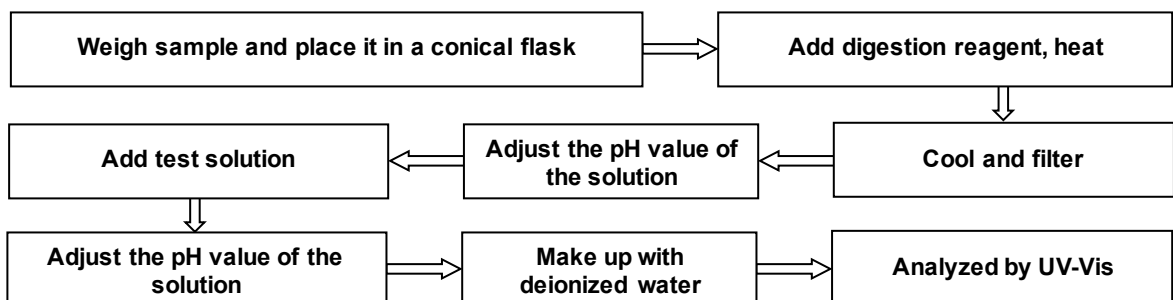 Weigh sample and place it in a conical flask
Add digestion reagent, heat
Cool and filter
Adjust the pH value of
the solution
Add test solution
Adjust the pH value of the
solution
Make up with
deionized water
Analyzed by UV-Vis